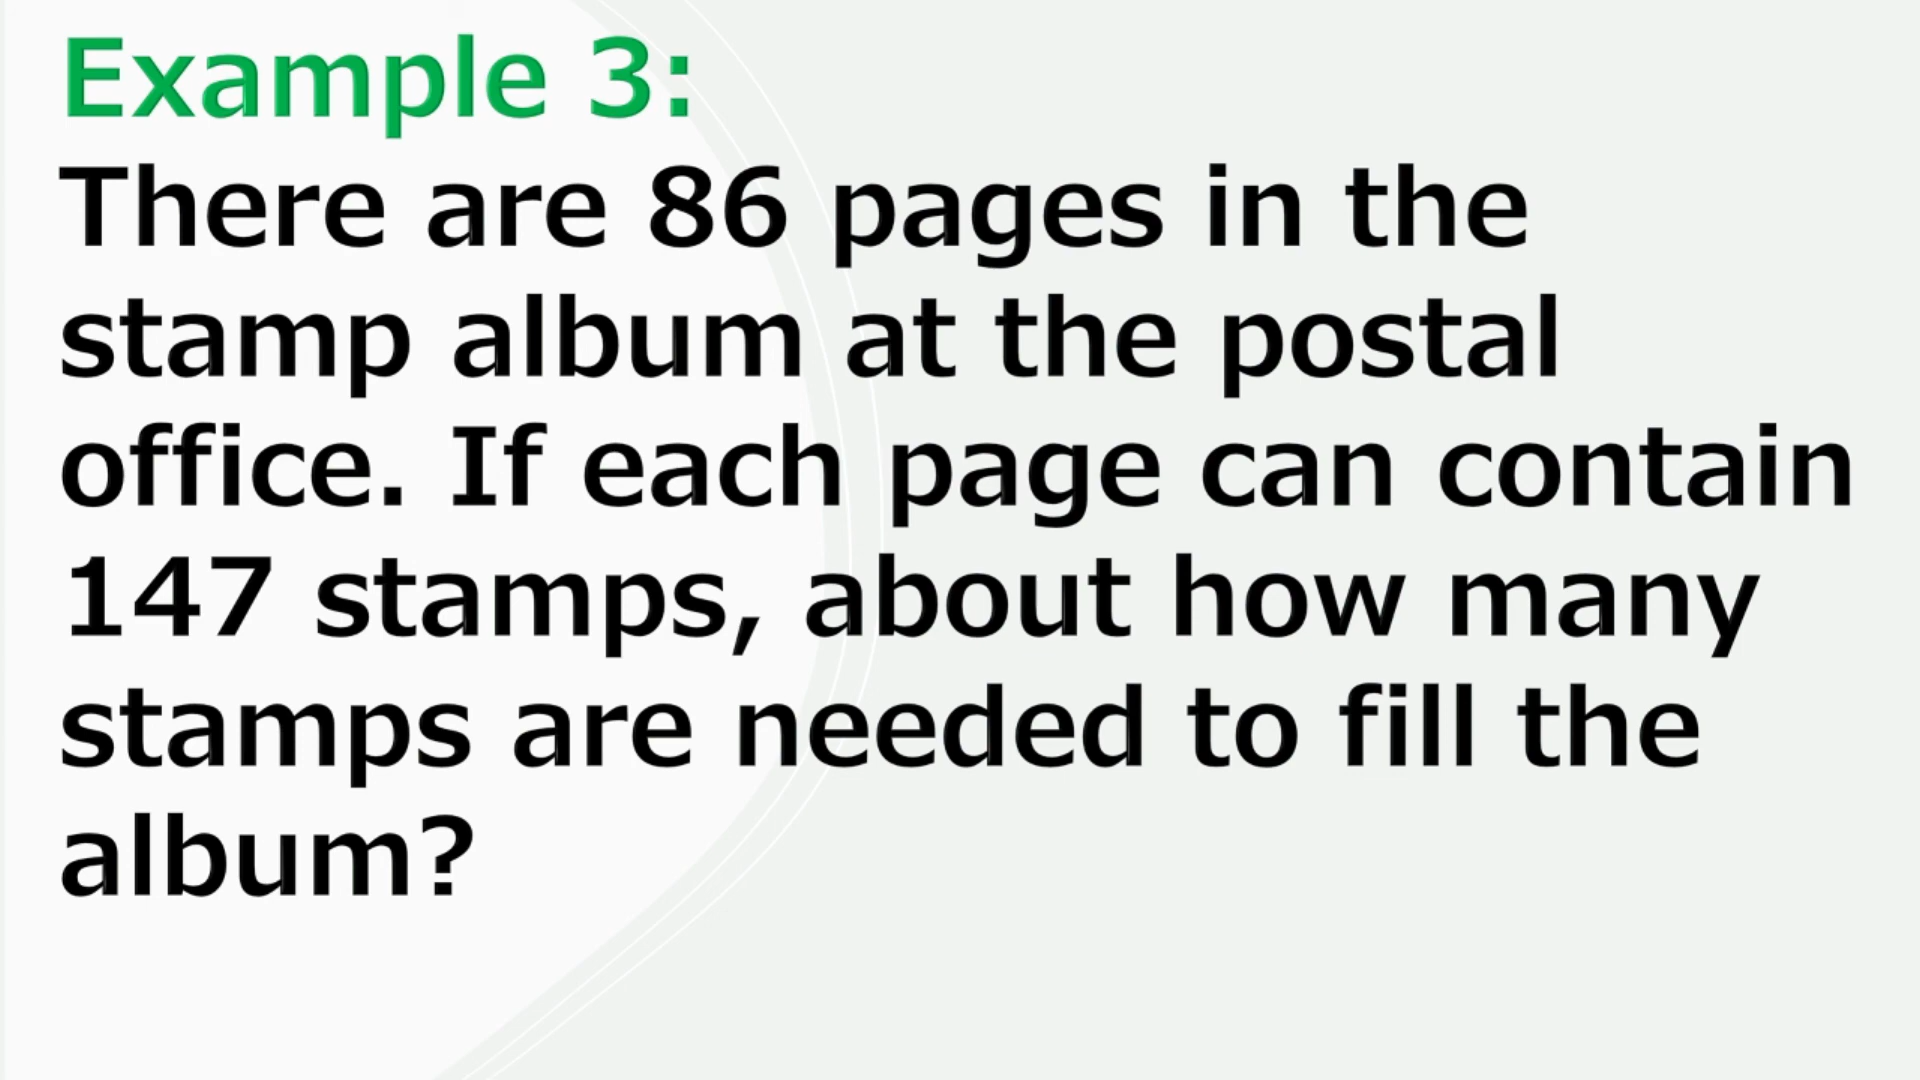 Example 3:
There are 86 pages in the
stamp album at the postal
office. If each page can contain
147 stamps, about how many
stamps are needed to fill the
album?